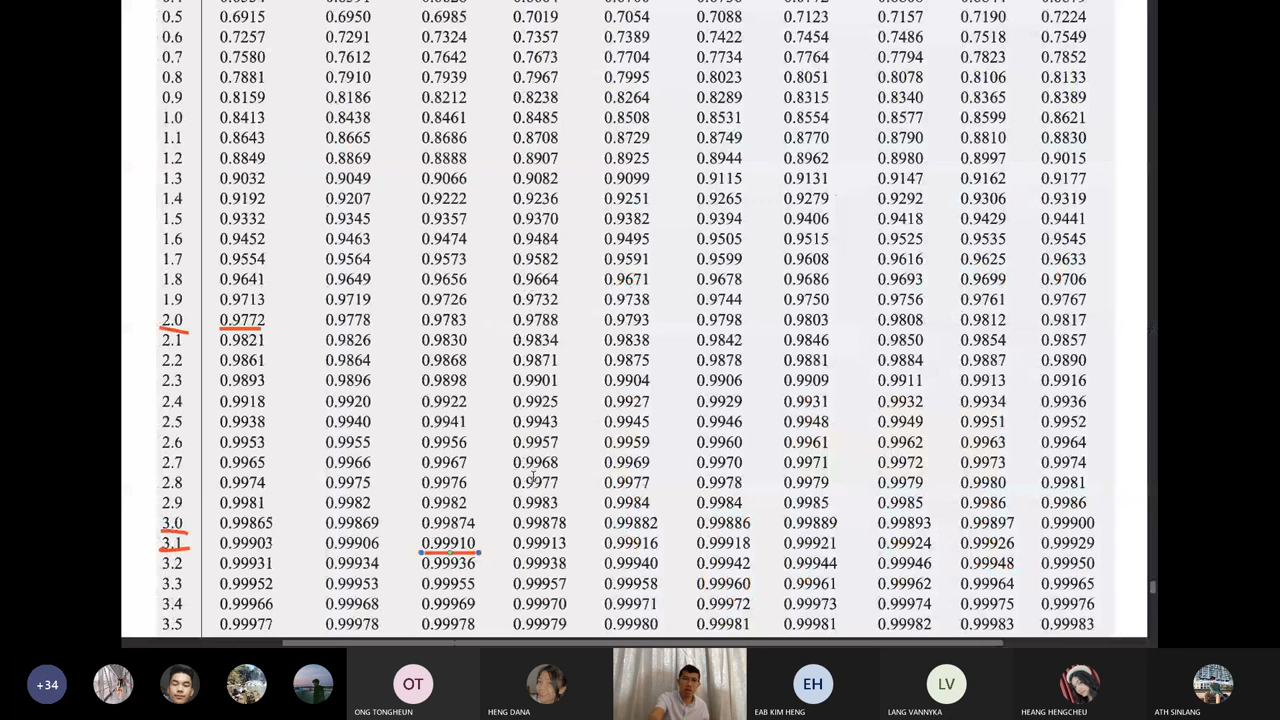 0.5 0.6915 0.6950 0.6985 0.7019 0.7054 0.7088 0.7123 0.7157 0.7190 0.7224
0.6 0.7257 0.7291 0.7324 0.7357 0.7389 0.7422 0.7454 0.7486 0.7518 0.7549
0.7 0.7580 0.7612 0.7642 0.7673 0.7704 0.7734 0.7764 0.7794 0.7823 0.7852
0.8 0.7881 0.7910 0.7939 0.7967 0.7995 0.8023 0.8051 0.8078 0.8106 0.8133
0.9 0.8159 0.8186 0.8212 0.8238 0.8264 0.8289 0.8315 0.8340 0.8365 0.8389
1.0 0.8413 0.8438 0.8461 0.8485 0.8508 0.8531 0.8554 0.8577 0.8599 0.8621
1.1 0.8643 0.8665 0.8686 0.8708 0.8729 0.8749 0.8770 0.8790 0.8810 0.8830
1.2 0.8849 0.8869 0.8888 0.8907 0.8925 0.8944 0.8962 0.8980 0.8997 0.9015
1.3 0.9032 0.9049 0.9066 0.9082 0.9099 0.9115 0.9131 0.9147 0.9162 0.9177
1.4 0.9192 0.9207 0.9222 0.9236 0.9251 0.9265 0.9279 0.9292 0.9306 0.9319
1.5 0.9332 0.9345 0.9357 0.9370 0.9382 0.9394 0.9406 0.9418 0.9429 0.9441
1.6 0.9452 0.9463 0.9474 0.9484 0.9495 0.9505 0.9515 0.9525 0.9535 0.9545
1.7 0.9554 0.9564 0.9573 0.9582 0.9591 0.9599 0.9608 0.9616 0.9625 0.9633
1.8 0.9641 0.9649 0.9656 0.9664 0.9671 0.9678 0.9686 0.9693 0.9699 0.9706
1.9 0.9713 0.9719 0.9726 0.9732 0.9738 0.9744 0.9750 0.9756 0.9761 0.9767
2.0 0.9772 0.9778 0.9783 0.9788 0.9793 0.9798 0.9803 0.9808 0.9812 0.9817
2.1 0.9821 0.9826 0.9830 0.9834 0.9838 0.9842 0.9846 0.9850 0.9854 0.9857
2.2 0.9861 0.9864 0.9868 0.9871 0.9875 0.9878 0.9881 0.9884 0.9887 0.9890
2.3 0.9893 0.9896 0.9898 0.9901 0.9904 0.9906 0.9909 0.9911 0.9913 0.9916
2.4 0.9918 0.9920 0.9922 0.9925 0.9927 0.9929 0.9931 0.9932 0.9934 0.9936
2.5 0.9938 0.9940 0.9941 0.9943 0.9945 0.9946 0.9948 0.9949 0.9951 0.9952
2.6 0.9953 0.9955 0.9956 0.9957 0.9959 0.9960 0.9961 0.9962 0.9963 0.9964
2.7 0.9965 0.9966 0.9967 0.9968 0.9969 0.9970 0.9971 0.9972 0.9973 0.9974
2.8 0.9974 0.9975 0.9976 0.9977 0.9977 0.9978 0.9979 0.9979 0.9980 0.9981
2.9 0.9981 0.9982 0.9982 0.9983 0.9984 0.9984 0.9985 0.9985 0.9986 0.9986
3.0 0.99865 0.99869 0.99874 0.99878 0.99882 0.99886 0.99889 0.99893 0.99897 0.99900
3.1 0.99903 0.99906 0.99910 0.99913 0.99916 0.99918 0.99921 0.99924 0.99926 0.99929
3.2 0.99931 0.99934 0.99936 0.99938 0.99940 0.99942 0.99944 0.99946 0.99948 0.99950
3.3 0.99952 0.99953 0.99955 0.99957 0.99958 0.99960 0.99961 0.99962 0.99964 0.99965
3.4 0.99966 0.99968 0.99969 0.99970 0.99971 0.99972 0.99973 0.99974 0.99975 0.99976
3.5 0.99977 0.99978 0.99978 0.99979 0.99980 0.99981 0.99981 0.99982 0.99983 0.99983
+34 OT EH LV
ONG TONGHEUN HENG DANA EAB KIM HENG LANG VANNYKA HEANG HENGCHEU ATH SINLANG